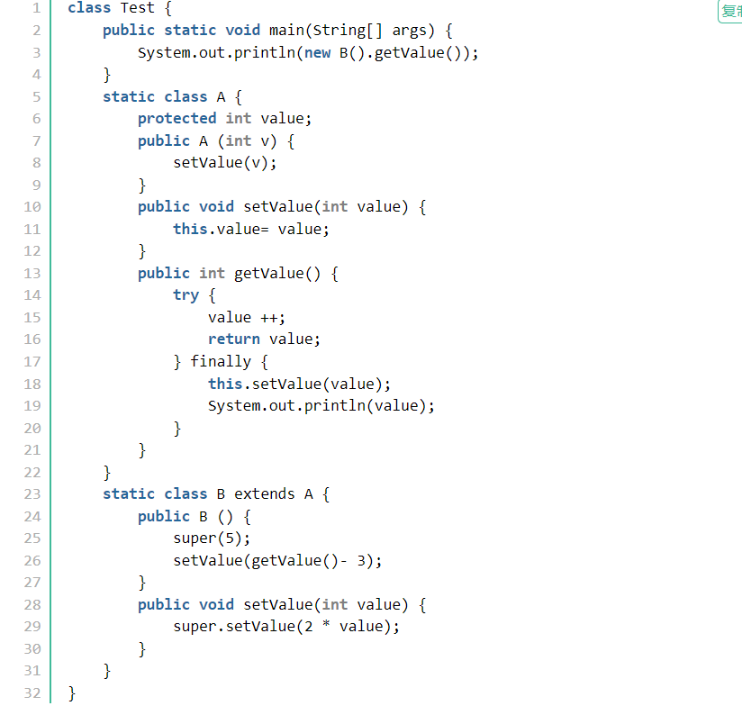 复制
1 class Test {
2     public static void main(String[] args) {
3         System.out.println(new B().getValue());
4     }
5     static class A {
6         protected int value;
7         public A (int v) {
8             setValue(v);
9         }
10         public void setValue(int value) {
11             this.value= value;
12         }
13         public int getValue() {
14             try {
15                 value ++;
16                 return value;
17             } finally {
18                 this.setValue(value);
19                 System.out.println(value);
20             }
21         }
22     }
23     static class B extends A {
24         public B () {
25             super(5);
26             setValue(getValue()- 3);
27         }
28         public void setValue(int value) {
29             super.setValue(2 * value);
30         }
31     }
32 }